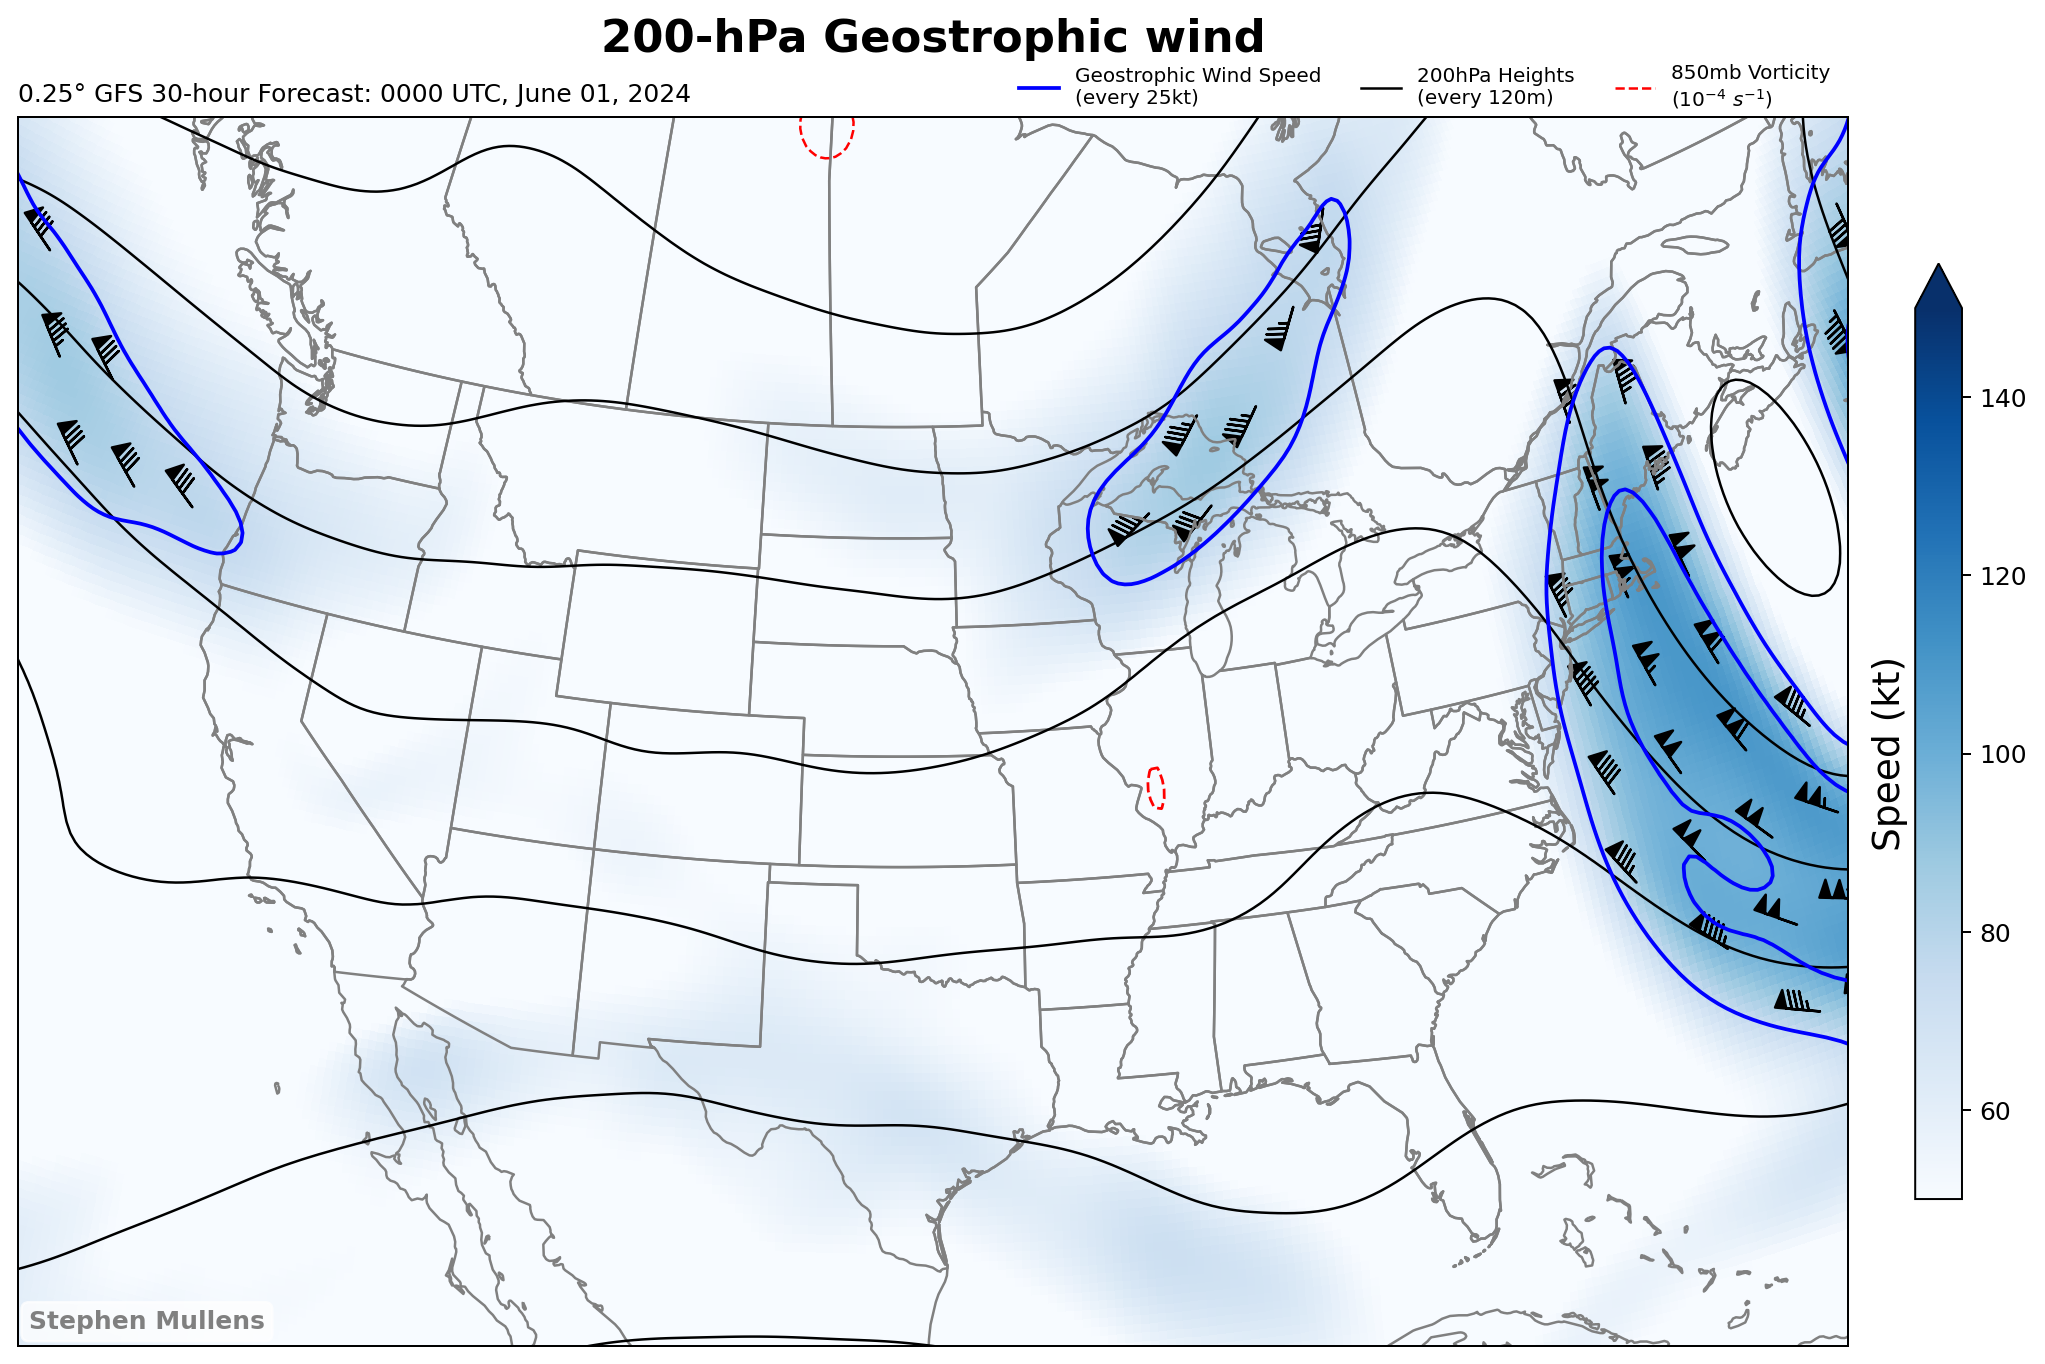 200-hPa Geostrophic wind
0.25° GFS 30-hour Forecast: 0000 UTC, June 01, 2024
Geostrophic Wind Speed
(every 25kt)
200hPa Heights
(every 120m)
850mb Vorticity
(10⁻⁴ s⁻¹)
140
120
100
80
60
Speed (kt)
Stephen Mullens